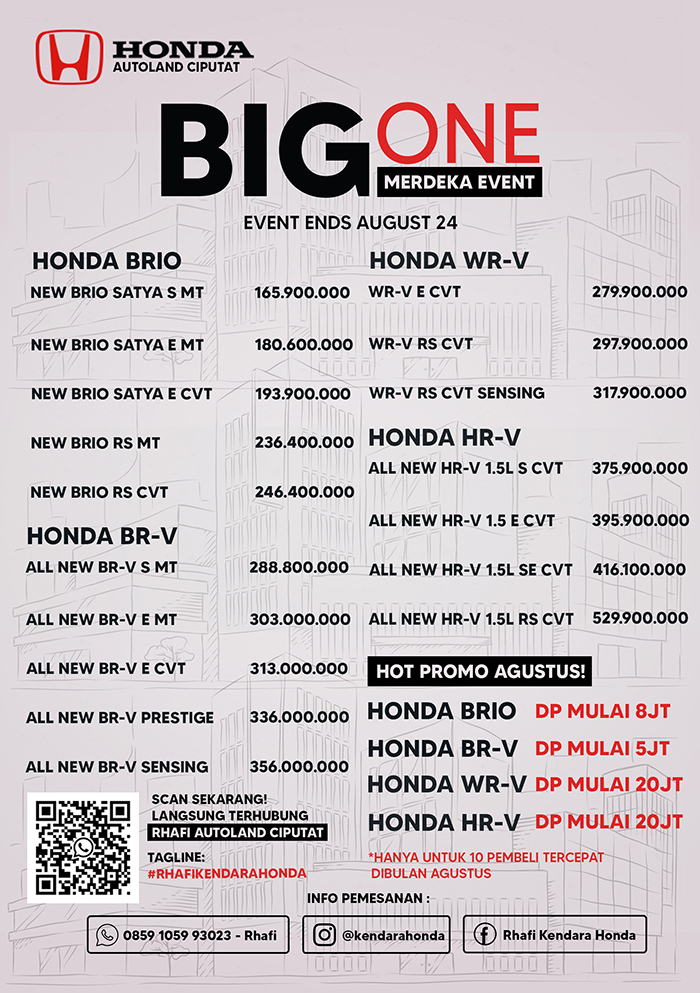 HONDA
AUTOLAND CIPUTAT
BIG ONE
MERDEKA EVENT
EVENT ENDS AUGUST 24
HONDA BRIO
NEW BRIO SATYA S MT 165.900.000
NEW BRIO SATYA E MT 180.600.000
NEW BRIO SATYA E CVT 193.900.000
NEW BRIO RS MT 236.400.000
NEW BRIO RS CVT 246.400.000
HONDA BR-V
ALL NEW BR-V S MT 288.800.000
ALL NEW BR-V E MT 303.000.000
ALL NEW BR-V E CVT 313.000.000
ALL NEW BR-V PRESTIGE 336.000.000
ALL NEW BR-V SENSING 356.000.000
HONDA WR-V
WR-V E CVT 279.900.000
WR-V RS CVT 297.900.000
WR-V RS CVT SENSING 317.900.000
HONDA HR-V
ALL NEW HR-V 1.5L S CVT 375.900.000
ALL NEW HR-V 1.5 E CVT 395.900.000
ALL NEW HR-V 1.5L SE CVT 416.100.000
ALL NEW HR-V 1.5L RS CVT 529.900.000
HOT PROMO AGUSTUS!
HONDA BRIO DP MULAI 8JT
HONDA BR-V DP MULAI 5JT
HONDA WR-V DP MULAI 20JT
HONDA HR-V DP MULAI 20JT
*HANYA UNTUK 10 PEMBELI TERCEPAT
DIBULAN AGUSTUS
SCAN SEKARANG!
LANGSUNG TERHUBUNG
RHAFI AUTOLAND CIPUTAT
TAGLINE:
#RHAFIKENDARAHONDA
INFO PEMESANAN :
0859 1059 93023 - Rhafi
@kendarahonda
Rhafi Kendara Honda